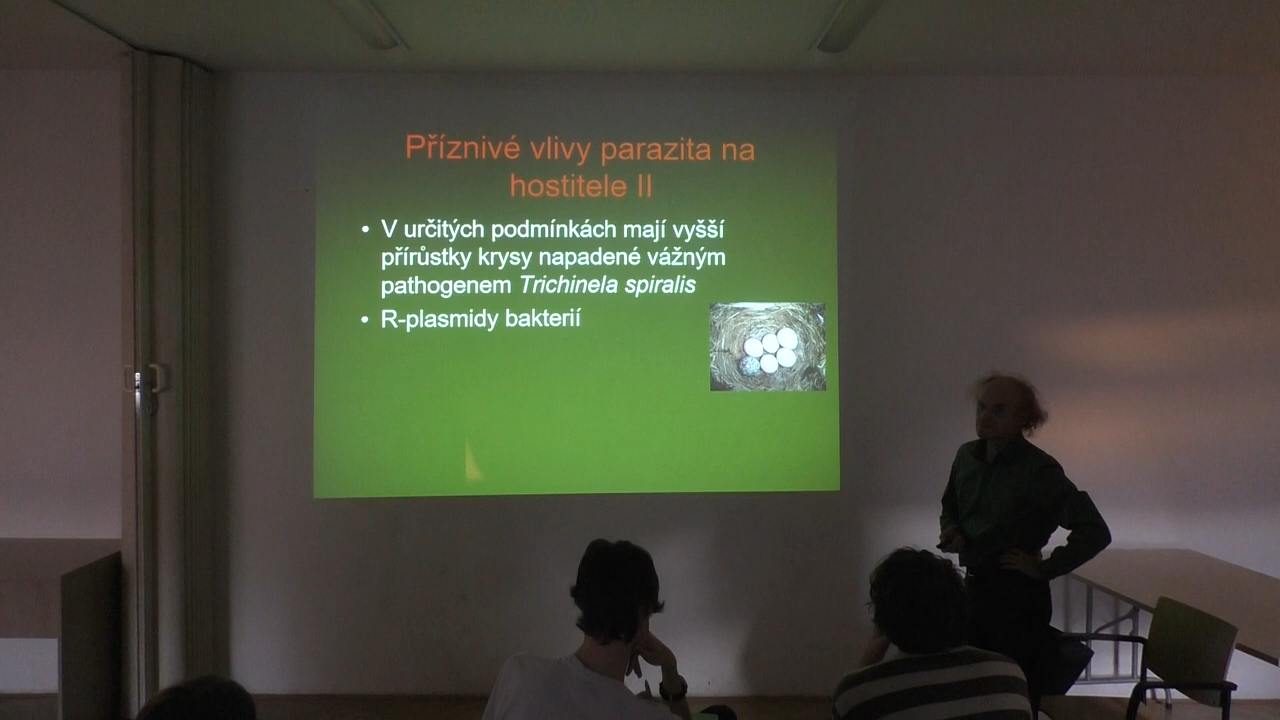 Příznivé vlivy parazita na
hostitele II
• V určitých podmínkách mají vyšší
přírůstky krysy napadené vážným
pathogenem Trichinela spiralis
• R-plasmidy bakterií